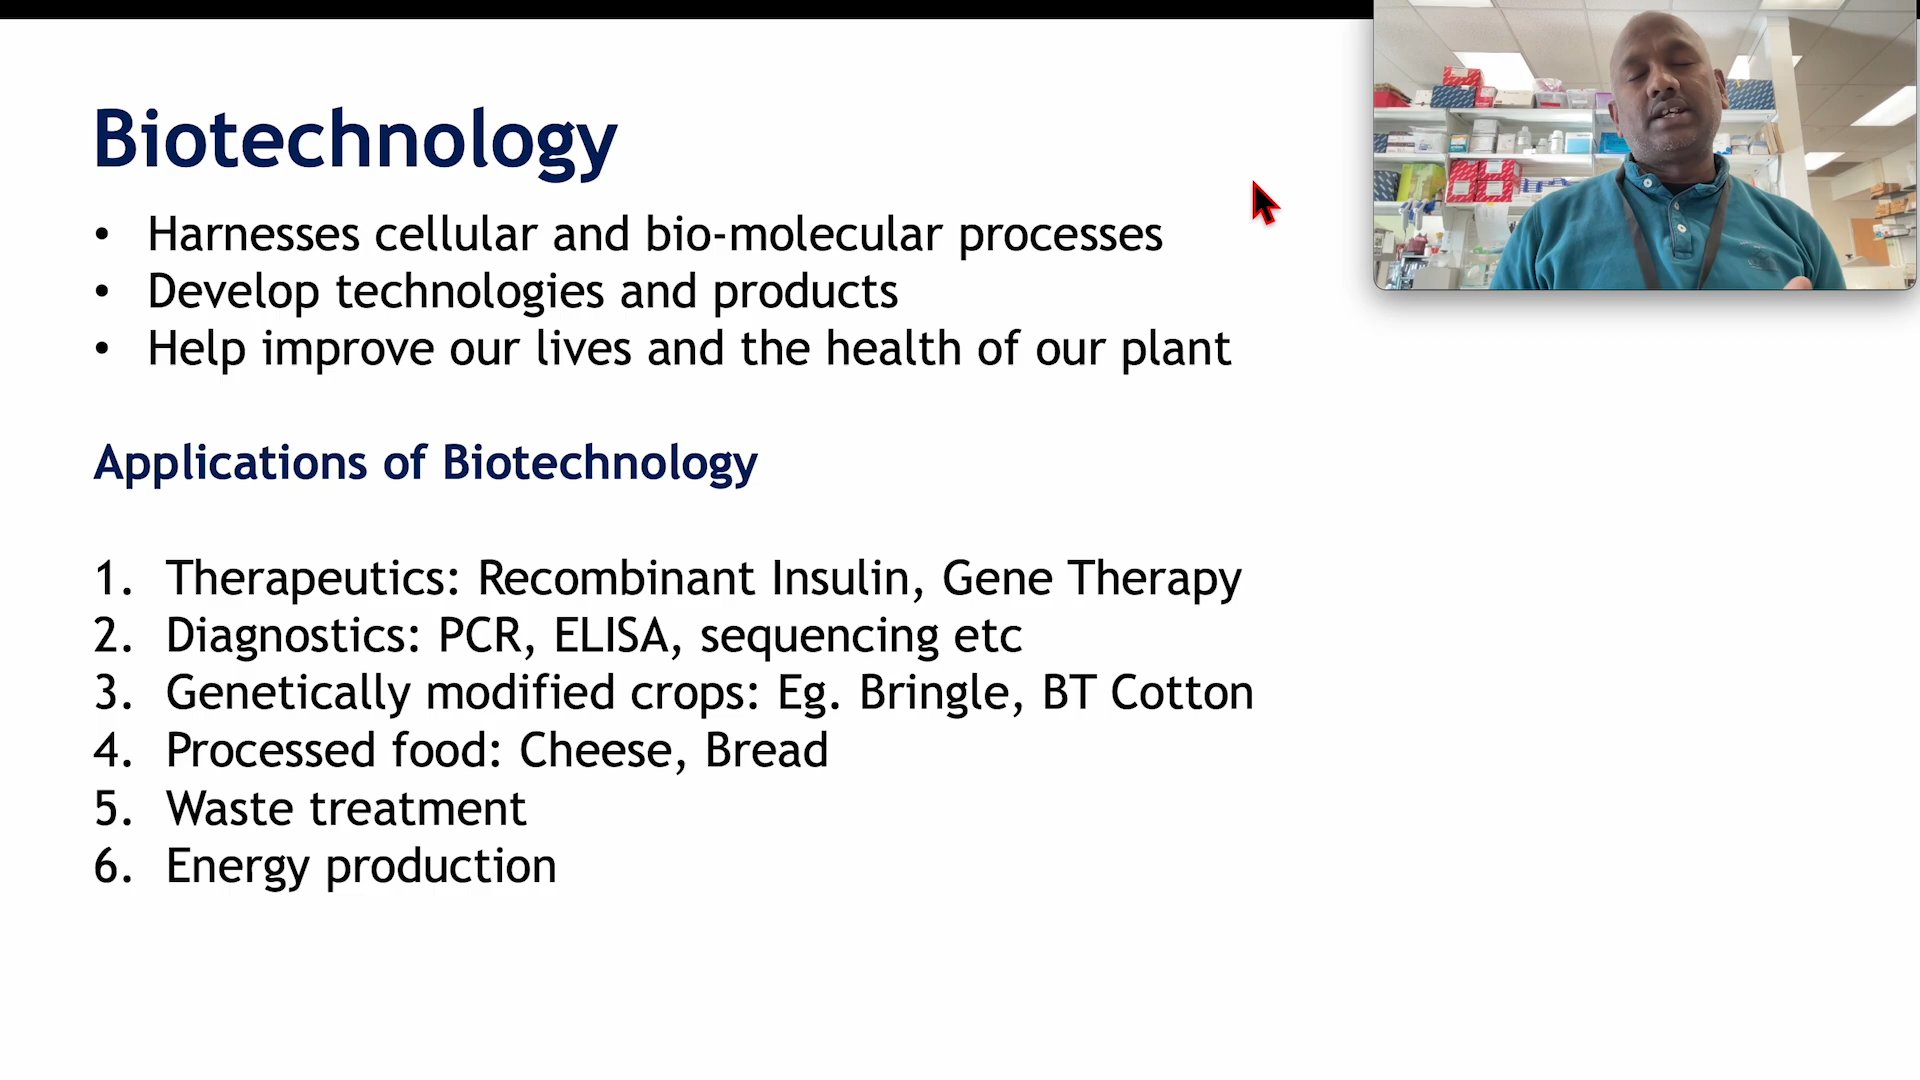 Biotechnology
• Harnesses cellular and bio-molecular processes
• Develop technologies and products
• Help improve our lives and the health of our plant
Applications of Biotechnology
1. Therapeutics: Recombinant Insulin, Gene Therapy
2. Diagnostics: PCR, ELISA, sequencing etc
3. Genetically modified crops: Eg. Bringle, BT Cotton
4. Processed food: Cheese, Bread
5. Waste treatment
6. Energy production